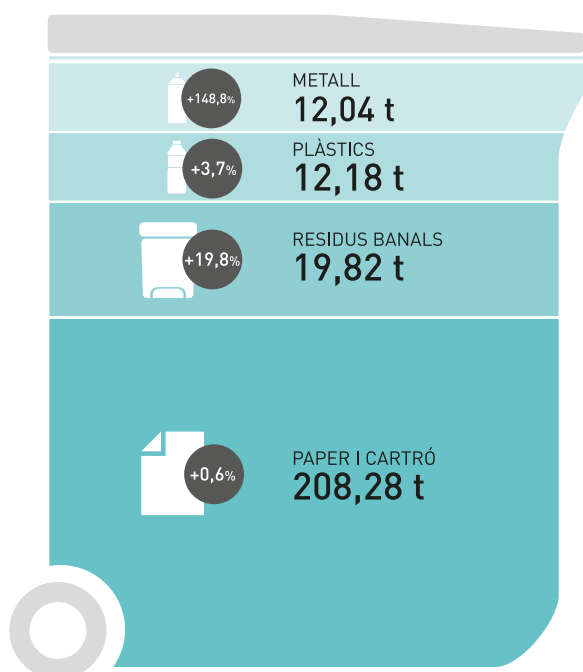 +148,8%
METALL
12,04 t
+3,7%
PLÀSTICS
12,18 t
+19,8%
RESIDUS BANALS
19,82 t
+0,6%
PAPER I CARTRÓ
208,28 t